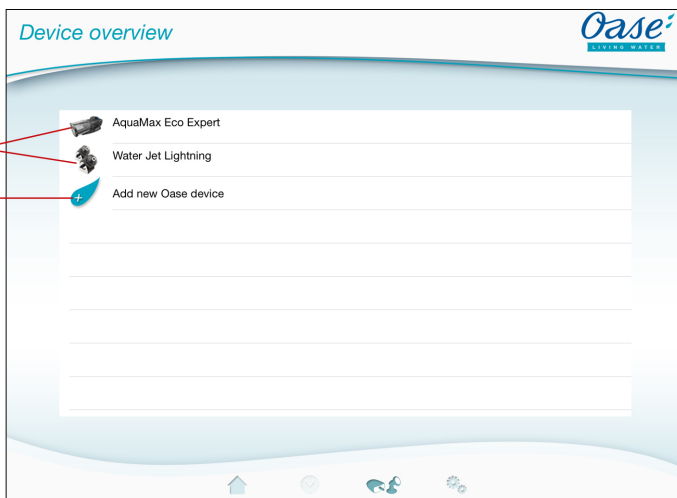 Device overview
Oase
LIVING WATER
AquaMax Eco Expert
Water Jet Lightning
Add new Oase device